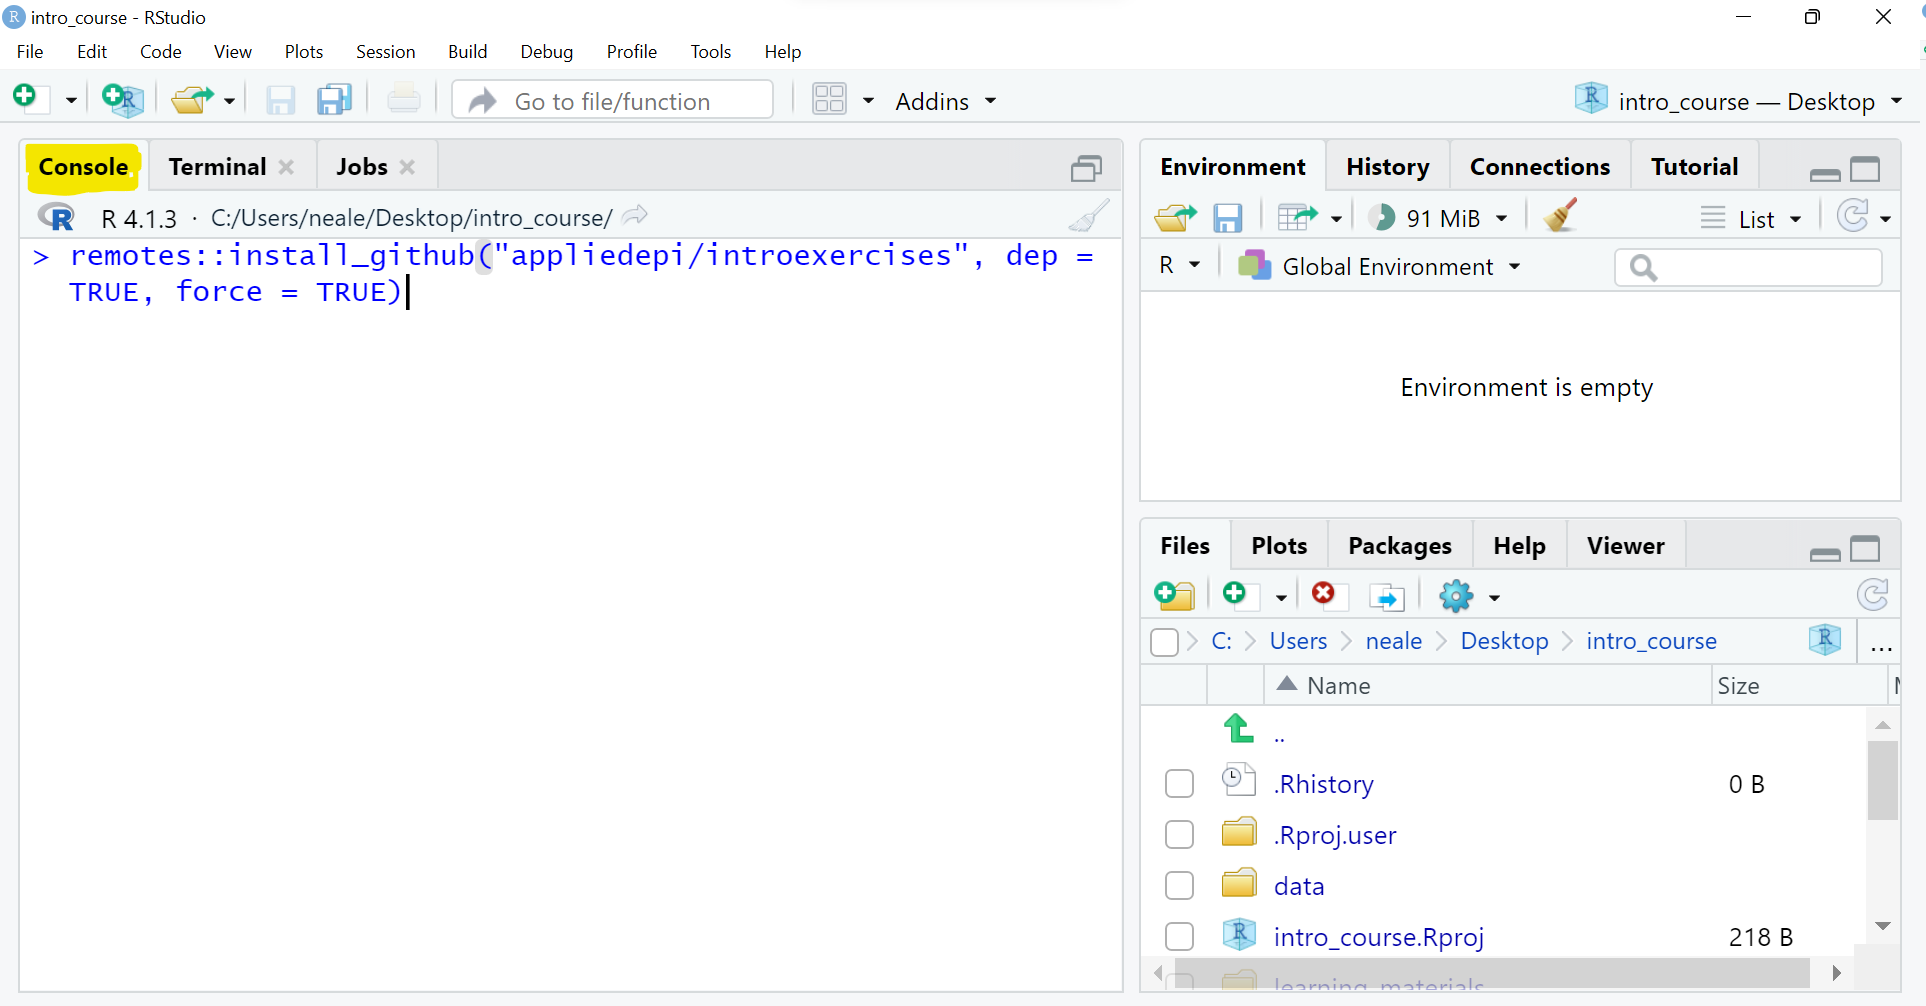 intro_course - RStudio
File Edit Code View Plots Session Build Debug Profile Tools Help
Go to file/function Addins intro_course — Desktop
Console Terminal Jobs
R 4.1.3 · C:/Users/neale/Desktop/intro_course/
> remotes::install_github("appliedepi/introexercises", dep =
TRUE, force = TRUE)
Environment History Connections Tutorial
91 MiB List
R Global Environment
Environment is empty
Files Plots Packages Help Viewer
C: Users neale Desktop intro_course ...
Name Size
..
.Rhistory 0 B
.Rproj.user
data
intro_course.Rproj 218 B
learning_materials